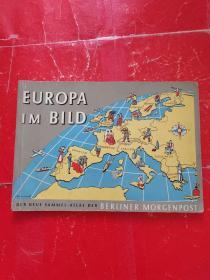 EUROPA
IM BILD
DER NEUE SAMMEL-ATLAS DER BERLINER MORGENPOST